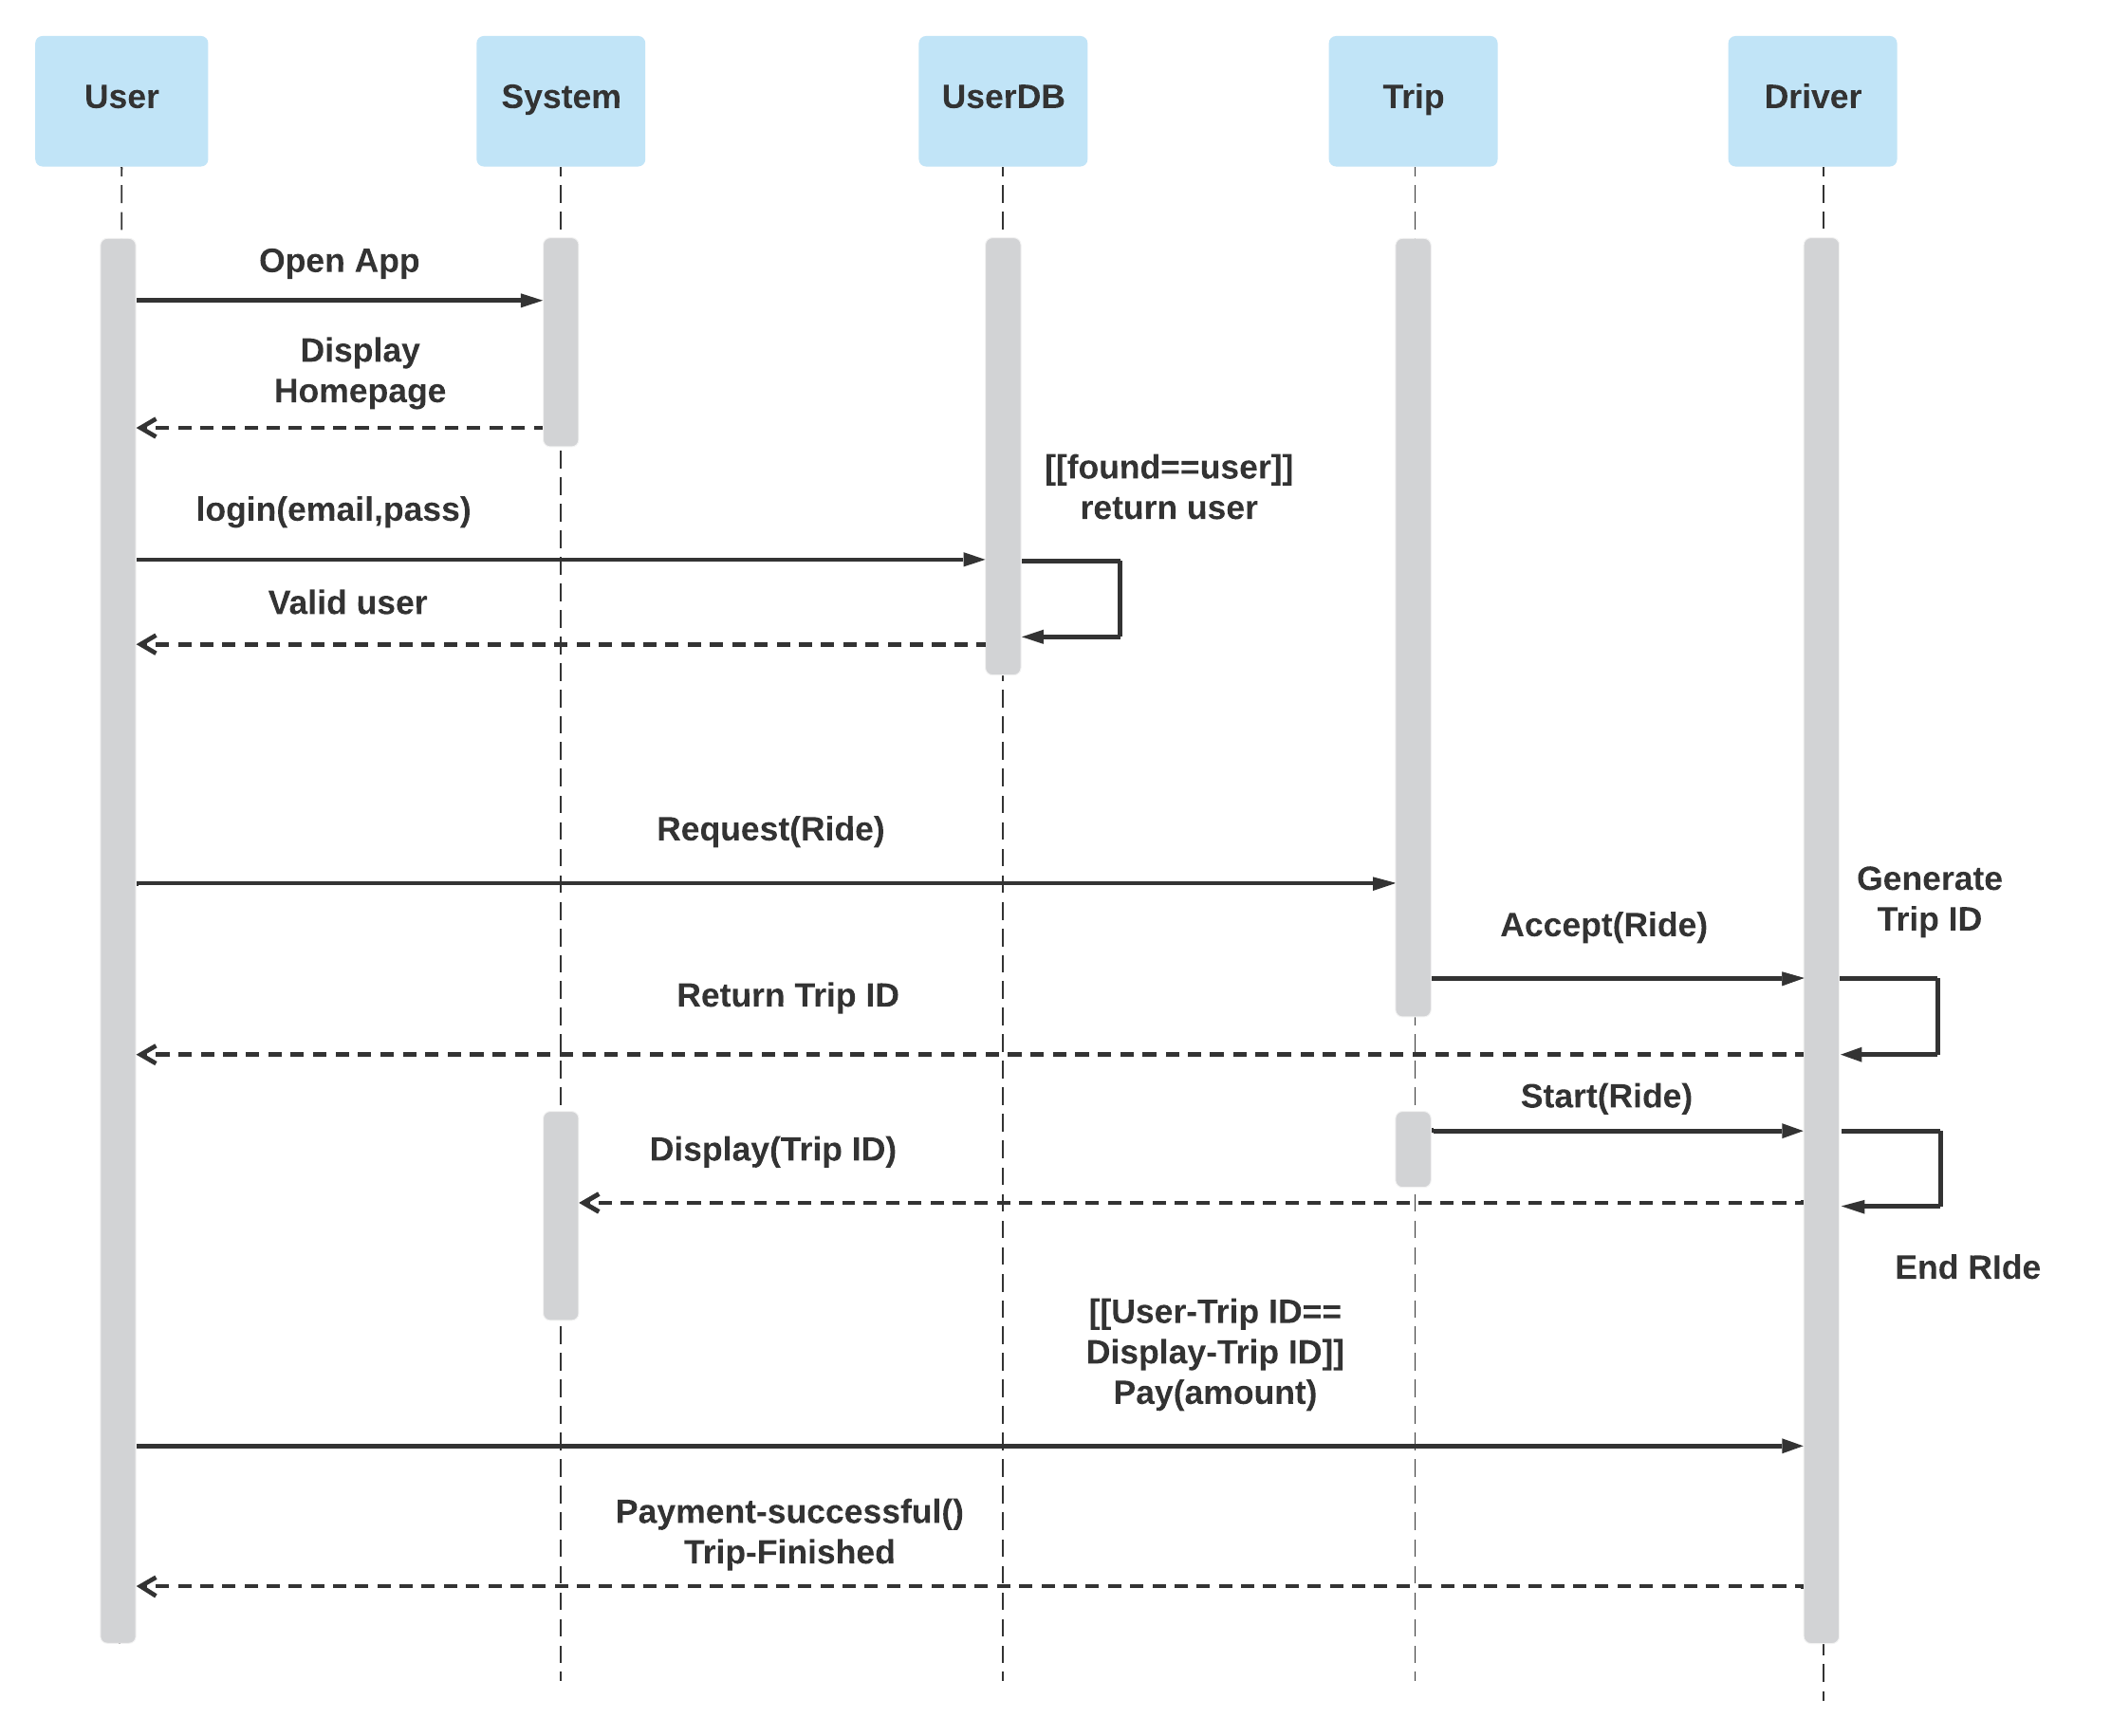 User
System
UserDB
Trip
Driver
Open App
Display
Homepage
[[found==user]]
return user
login(email,pass)
Valid user
Request(Ride)
Generate
Trip ID
Accept(Ride)
Return Trip ID
Start(Ride)
Display(Trip ID)
End RIde
[[User-Trip ID==
Display-Trip ID]]
Pay(amount)
Payment-successful()
Trip-Finished